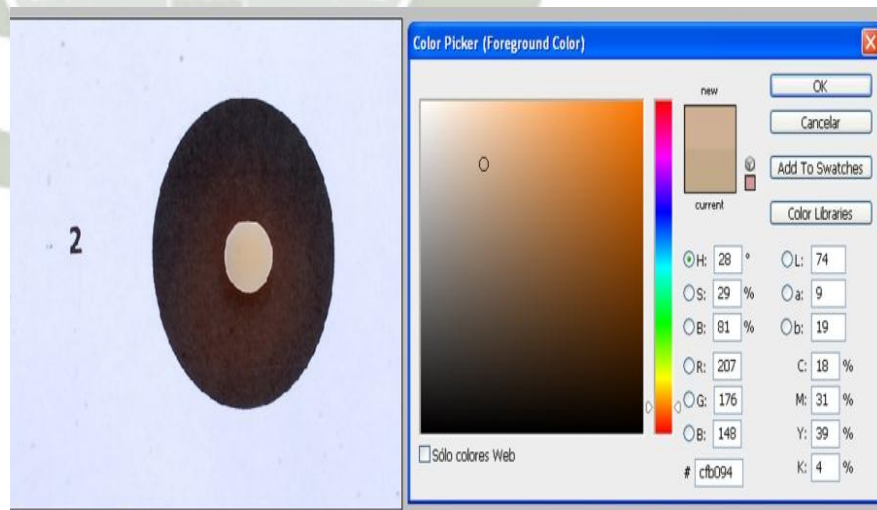 2
Color Picker (Foreground Color)
new
current
OK
Cancelar
Add To Swatches
Color Libraries
H: 28 °
S: 29 %
B: 81 %
R: 207
G: 176
B: 148
# cfb094
L: 74
a: 9
b: 19
C: 18 %
M: 31 %
Y: 39 %
K: 4 %
Sólo colores Web